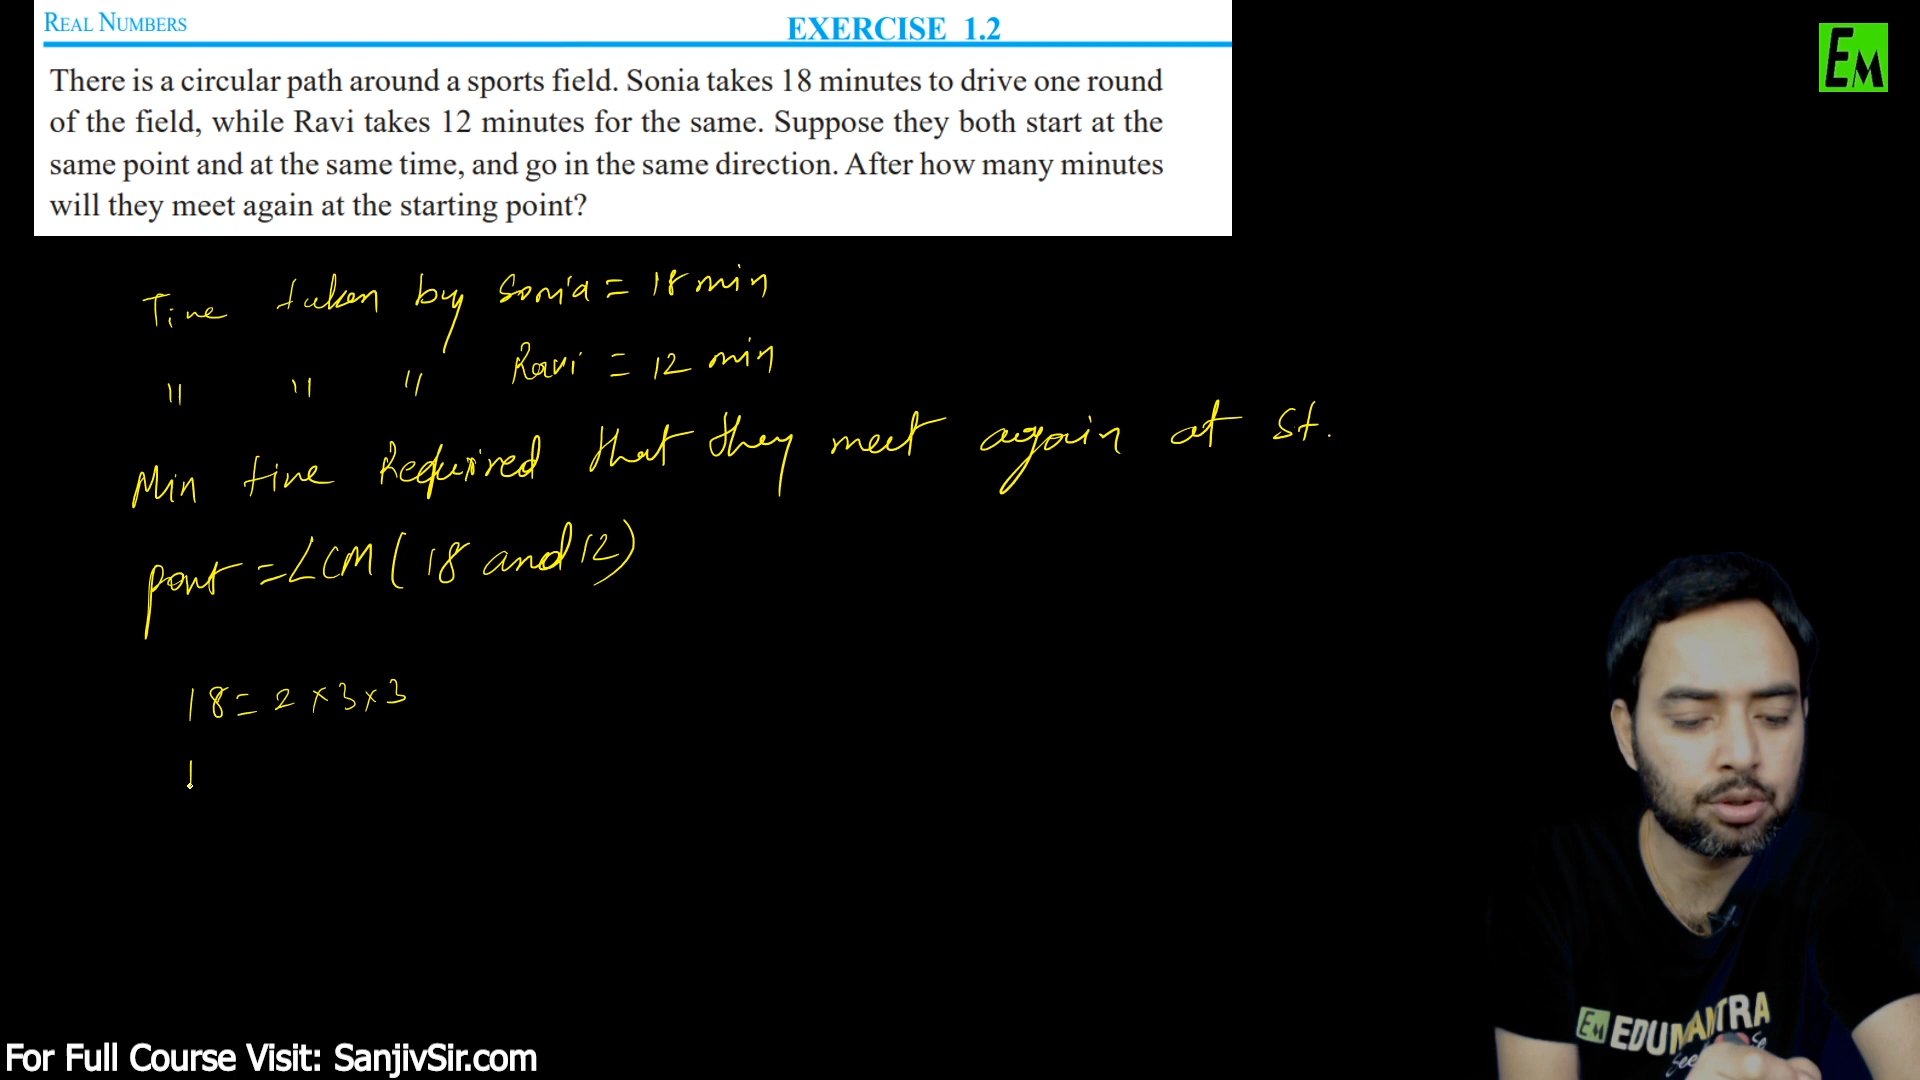 REAL NUMBERS
EXERCISE 1.2
There is a circular path around a sports field. Sonia takes 18 minutes to drive one round
of the field, while Ravi takes 12 minutes for the same. Suppose they both start at the
same point and at the same time, and go in the same direction. After how many minutes
will they meet again at the starting point?
EM
Time taken by Sonia = 18 min
" " " Ravi = 12 min
Min time Required that they meet again at St.
point = LCM ( 18 and 12)
18 = 2 × 3 × 3
1
EM EDUMANTRA
For Full Course Visit: SanjivSir.com